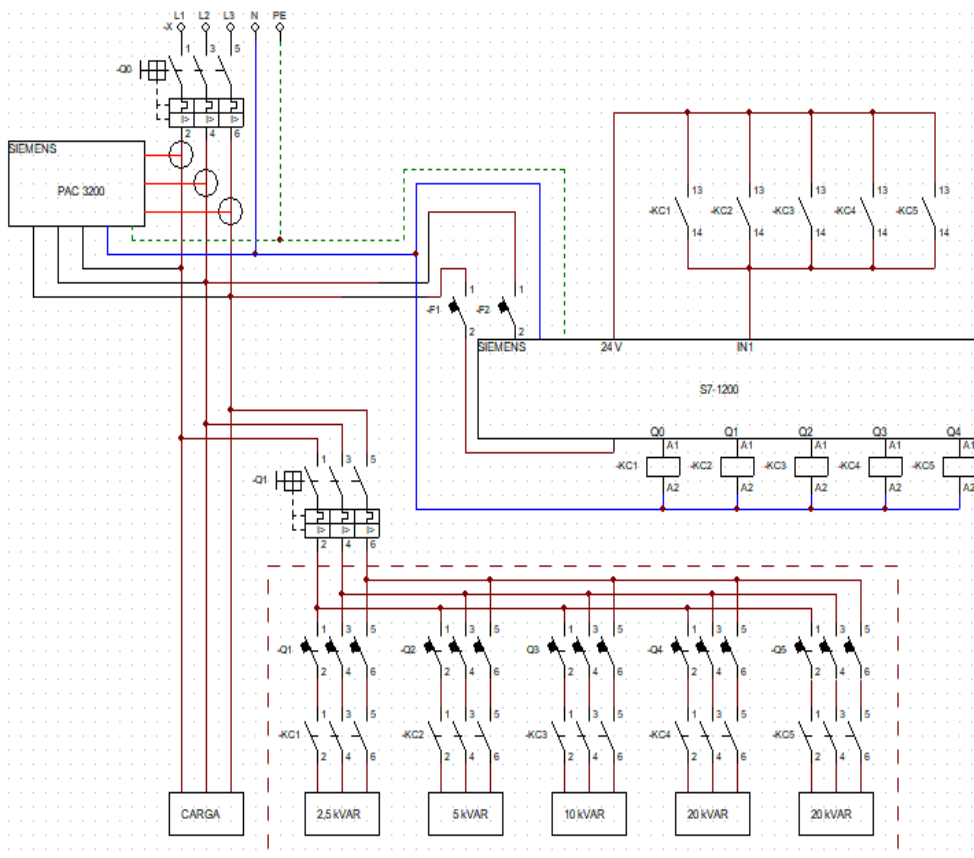 L1 L2 L3 N PE
-X
1 3 5
-Q0
I> I> I>
2 4 6
SIEMENS
PAC 3200
13 13 13 13 13
-KC1 -KC2 -KC3 -KC4 -KC5
14 14 14 14 14
1 1
-F1 -F2
2 2
SIEMENS 24 V IN1
S7-1200
Q0 Q1 Q2 Q3 Q4
A1 A1 A1 A1 A1
-KC1 -KC2 -KC3 -KC4 -KC5
A2 A2 A2 A2 A2
1 3 5
-Q1
I> I> I>
2 4 6
1 3 5 1 3 5 1 3 5 1 3 5 1 3 5
-Q1 -Q2 Q3 -Q4 -Q5
2 4 6 2 4 6 2 4 6 2 4 6 2 4 6
1 3 5 1 3 5 1 3 5 1 3 5 1 3 5
-KC1 -KC2 -KC3 -KC4 -KC5
2 4 6 2 4 6 2 4 6 2 4 6 2 4 6
CARGA 2,5 kVAR 5 kVAR 10 kVAR 20 kVAR 20 kVAR